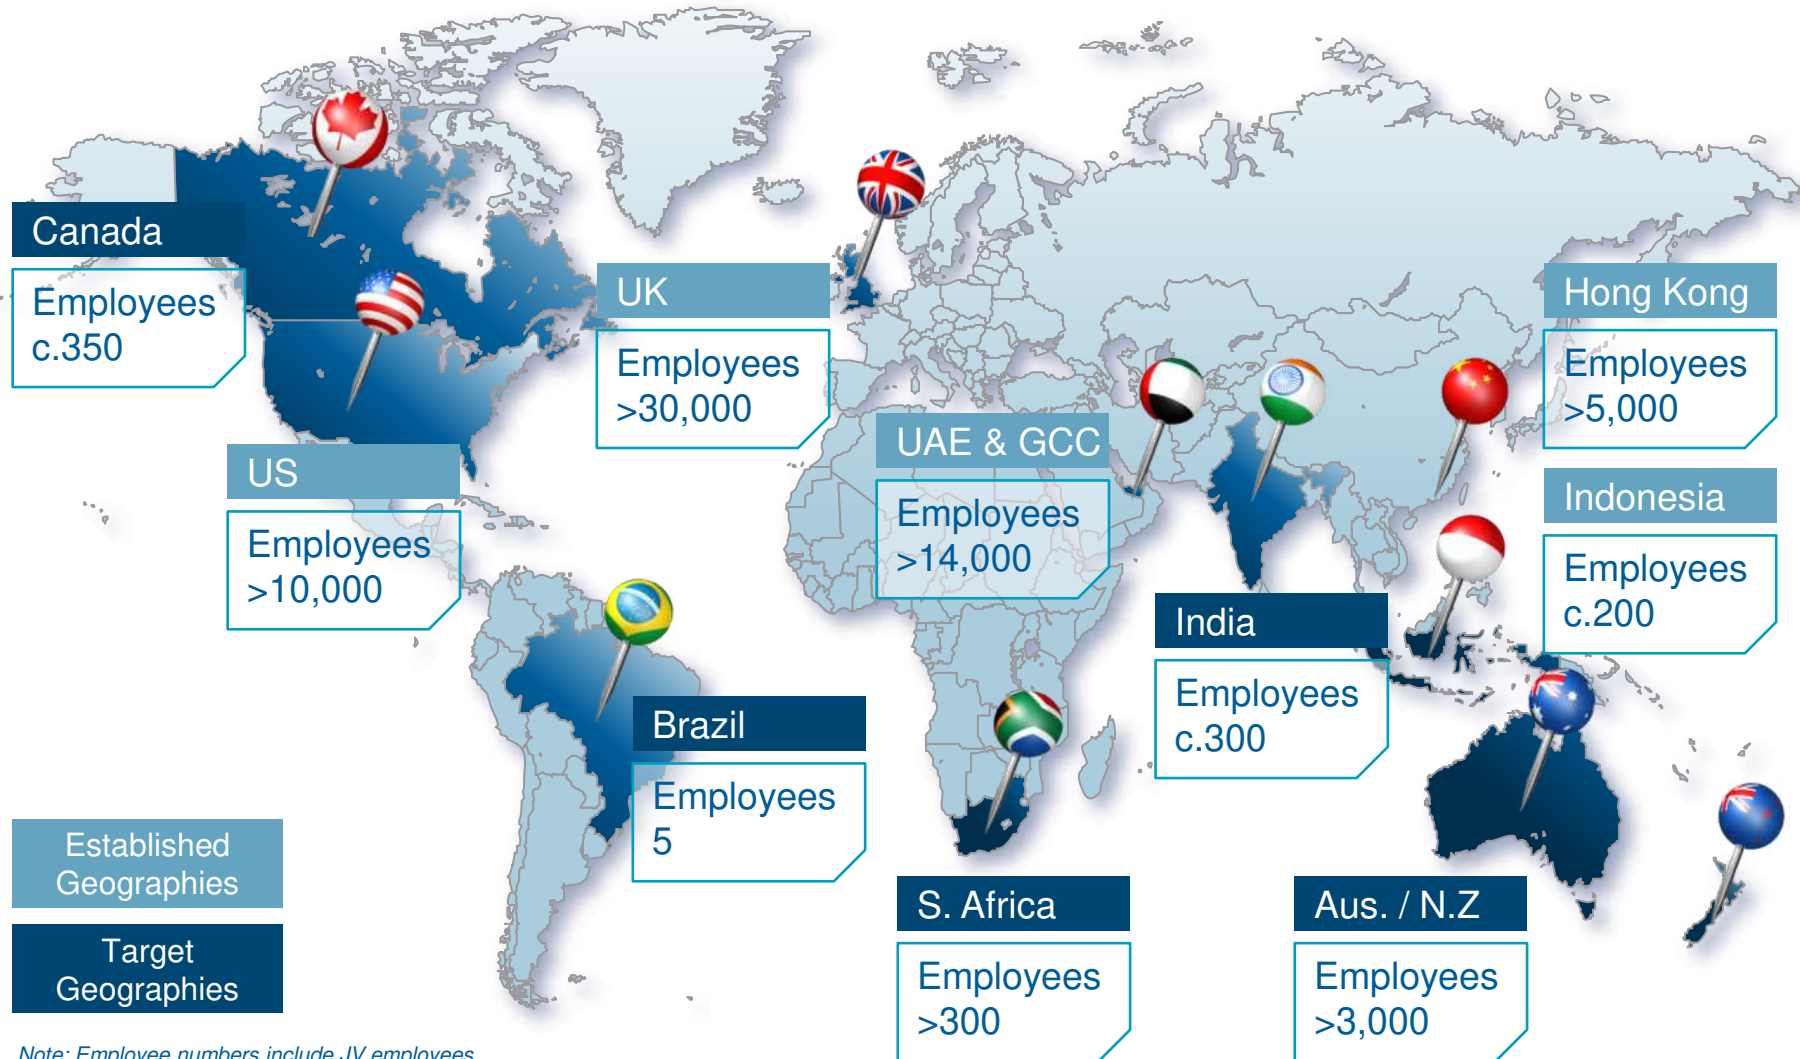 Canada
Employees
c.350
UK
Employees
>30,000
Hong Kong
Employees
>5,000
US
Employees
>10,000
UAE & GCC
Employees
>14,000
Indonesia
Employees
c.200
India
Employees
c.300
Brazil
Employees
5
S. Africa
Employees
>300
Aus. / N.Z
Employees
>3,000
Established
Geographies
Target
Geographies
Note: Employee numbers include JV employees